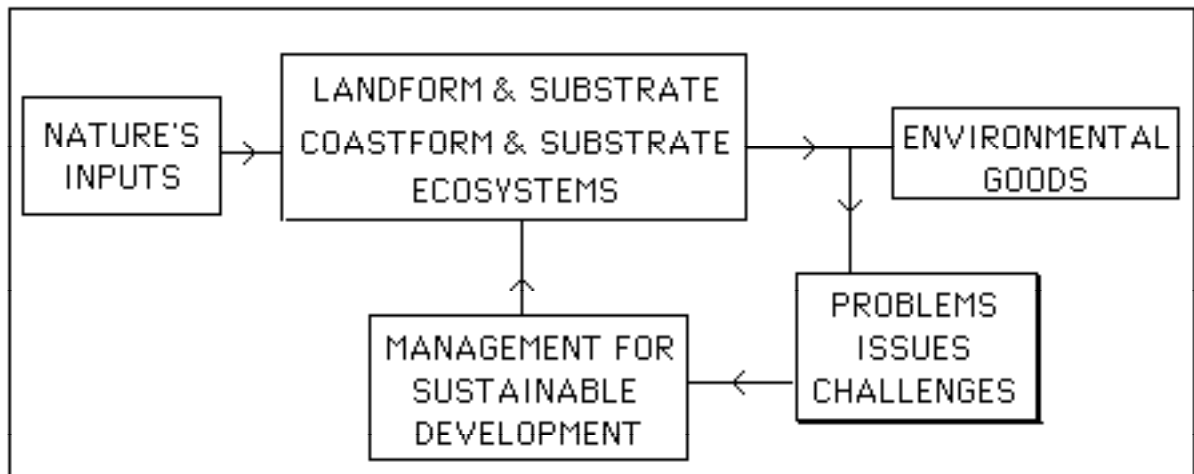 NATURE'S
INPUTS
LANDFORM & SUBSTRATE
COASTFORM & SUBSTRATE
ECOSYSTEMS
ENVIRONMENTAL
GOODS
PROBLEMS
ISSUES
CHALLENGES
MANAGEMENT FOR
SUSTAINABLE
DEVELOPMENT